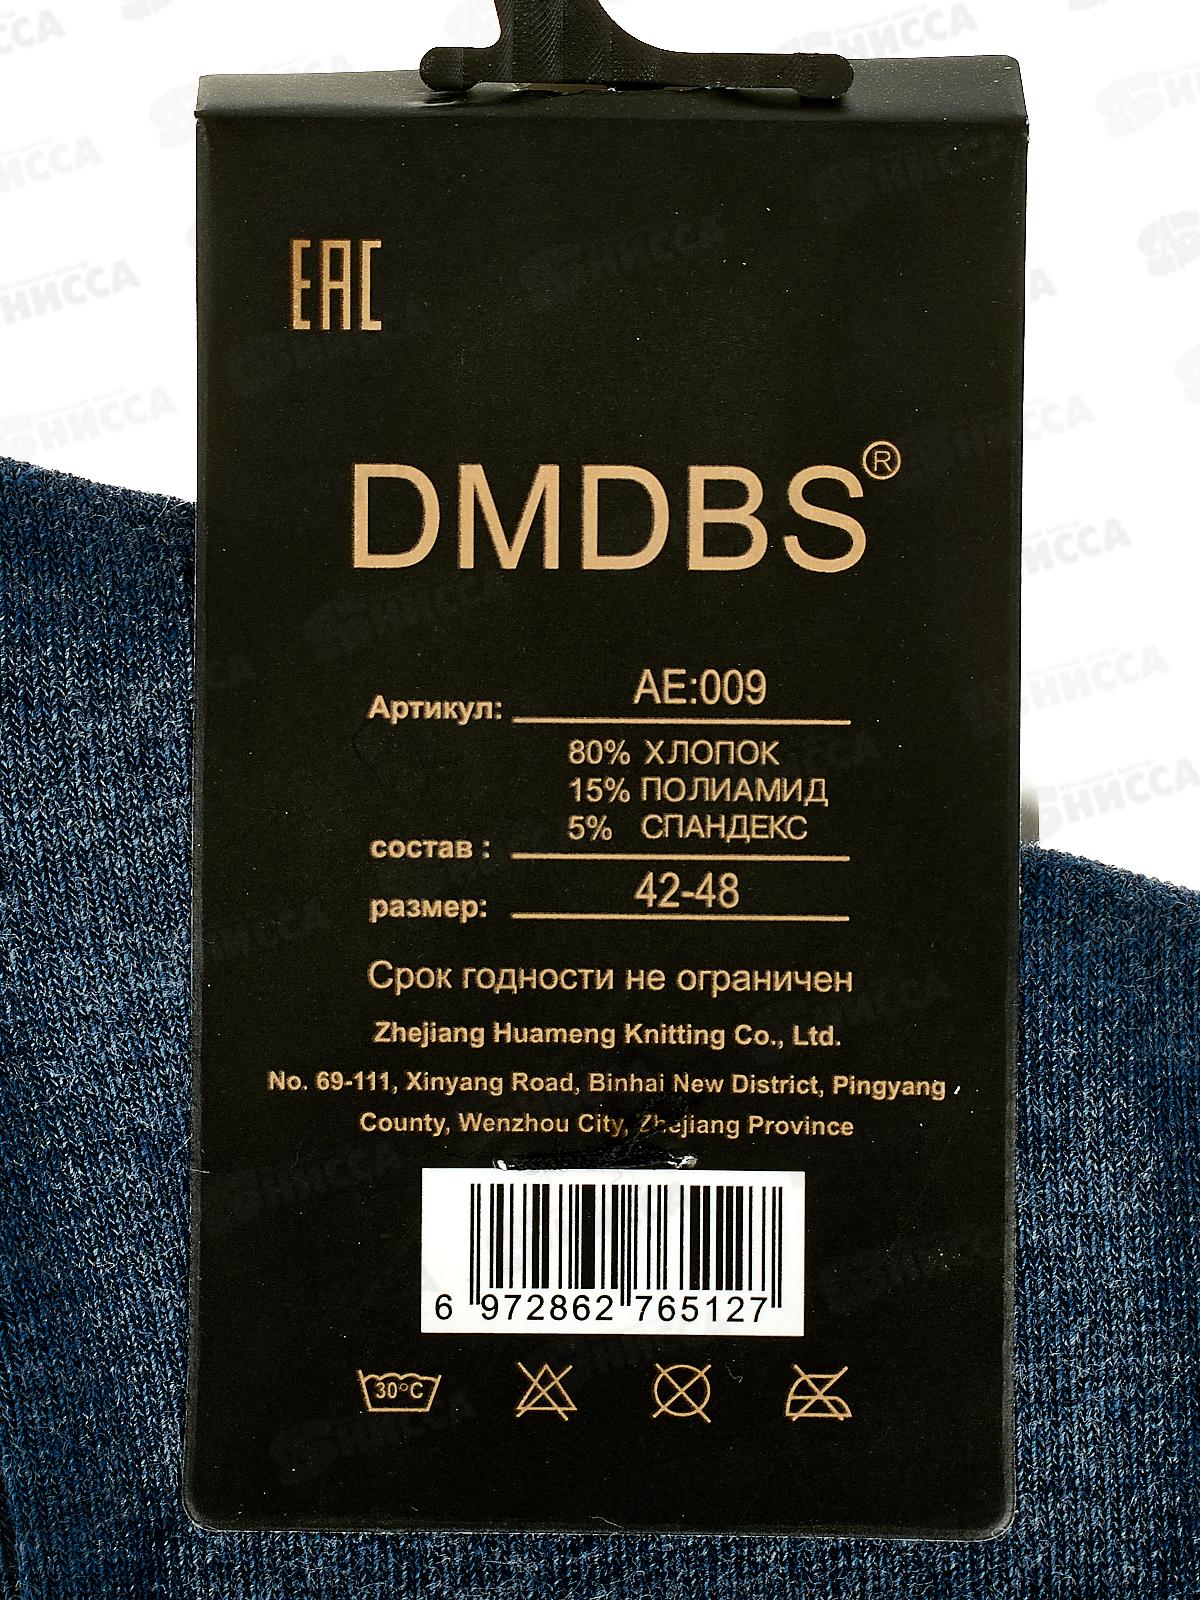 EAC
DMDBS®
Артикул: AE:009
80% ХЛОПОК
15% ПОЛИАМИД
5% СПАНДЕКС
состав :
размер: 42-48
Срок годности не ограничен
Zhejiang Huameng Knitting Co., Ltd.
No. 69-111, Xinyang Road, Binhai New District, Pingyang
County, Wenzhou City, Zhejiang Province
6 972862 765127
30°C
НИССА